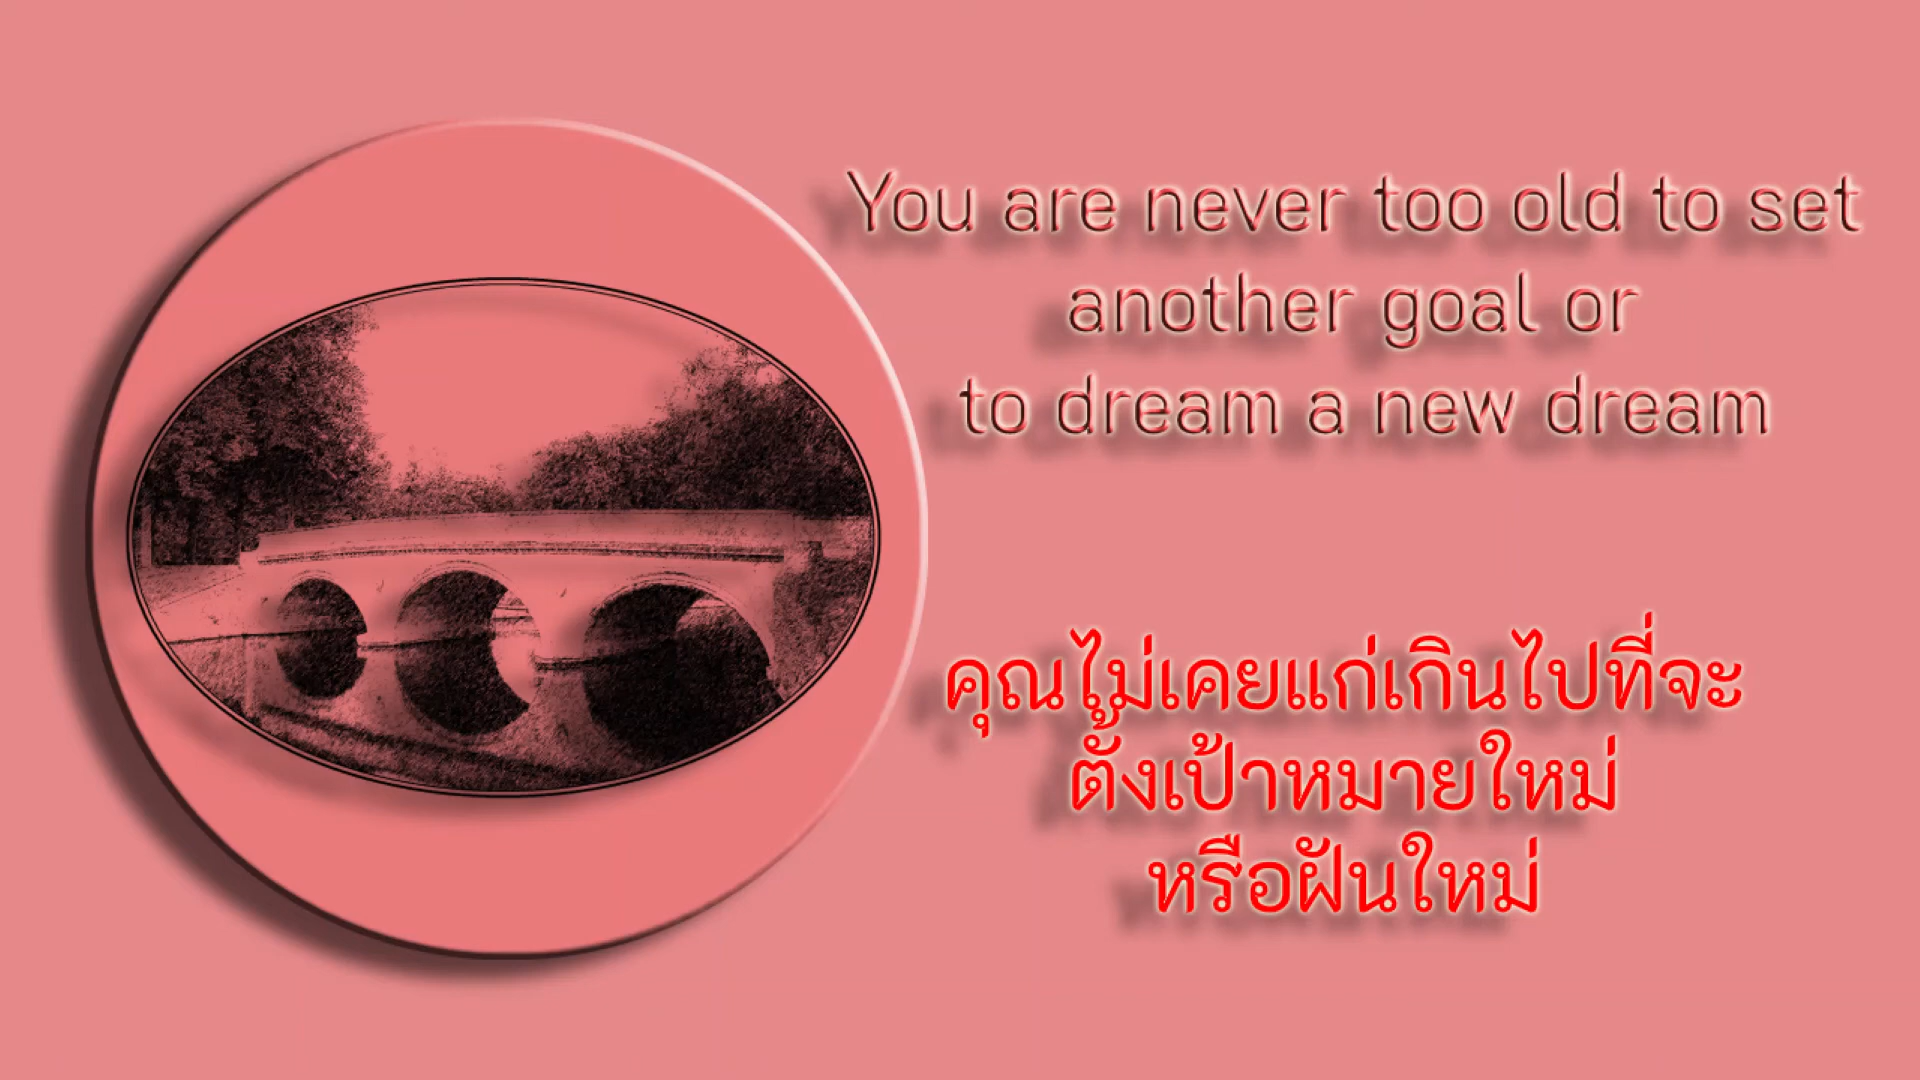 You are never too old to set
another goal or
to dream a new dream
คุณไม่เคยแก่เกินไปที่จะ
ตั้งเป้าหมายใหม่
หรือฝันใหม่